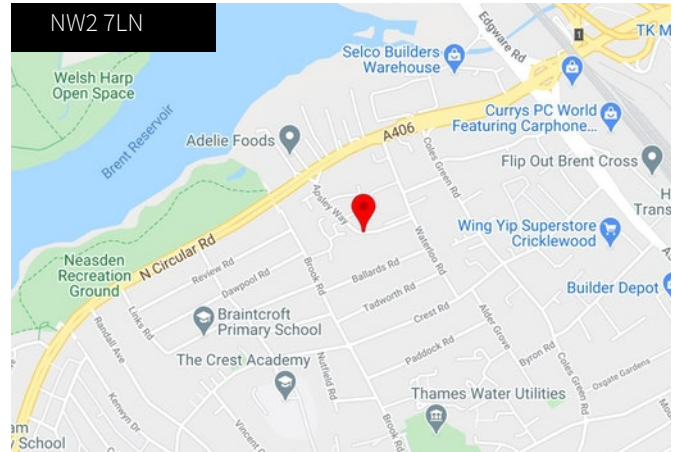 NW2 7LN
TK M
Edgware Rd
1
Selco Builders
Warehouse
Welsh Harp
Open Space
Brent Reservoir
Currys PC World
Featuring Carphone...
A406
Adelie Foods
Coles Green Rd
Flip Out Brent Cross
H
Trans
Apsley Way
Wing Yip Superstore
Cricklewood
Waterloo Rd
Neasden
Recreation
Ground
N Circular Rd
Review Rd
Brook Rd
Ballards Rd
Builder Depot
Dawpool Rd
Tadworth Rd
Links Rd
Randall Ave
Braintcroft
Primary School
Crest Rd
Alder Grove
Paddock Rd
Byron Rd
Coles Green Rd
Oxgate Gardens
The Crest Academy
Nutfield Rd
Thames Water Utilities
Kenwyn Dr
Vincent
Brook Rd
am
y School